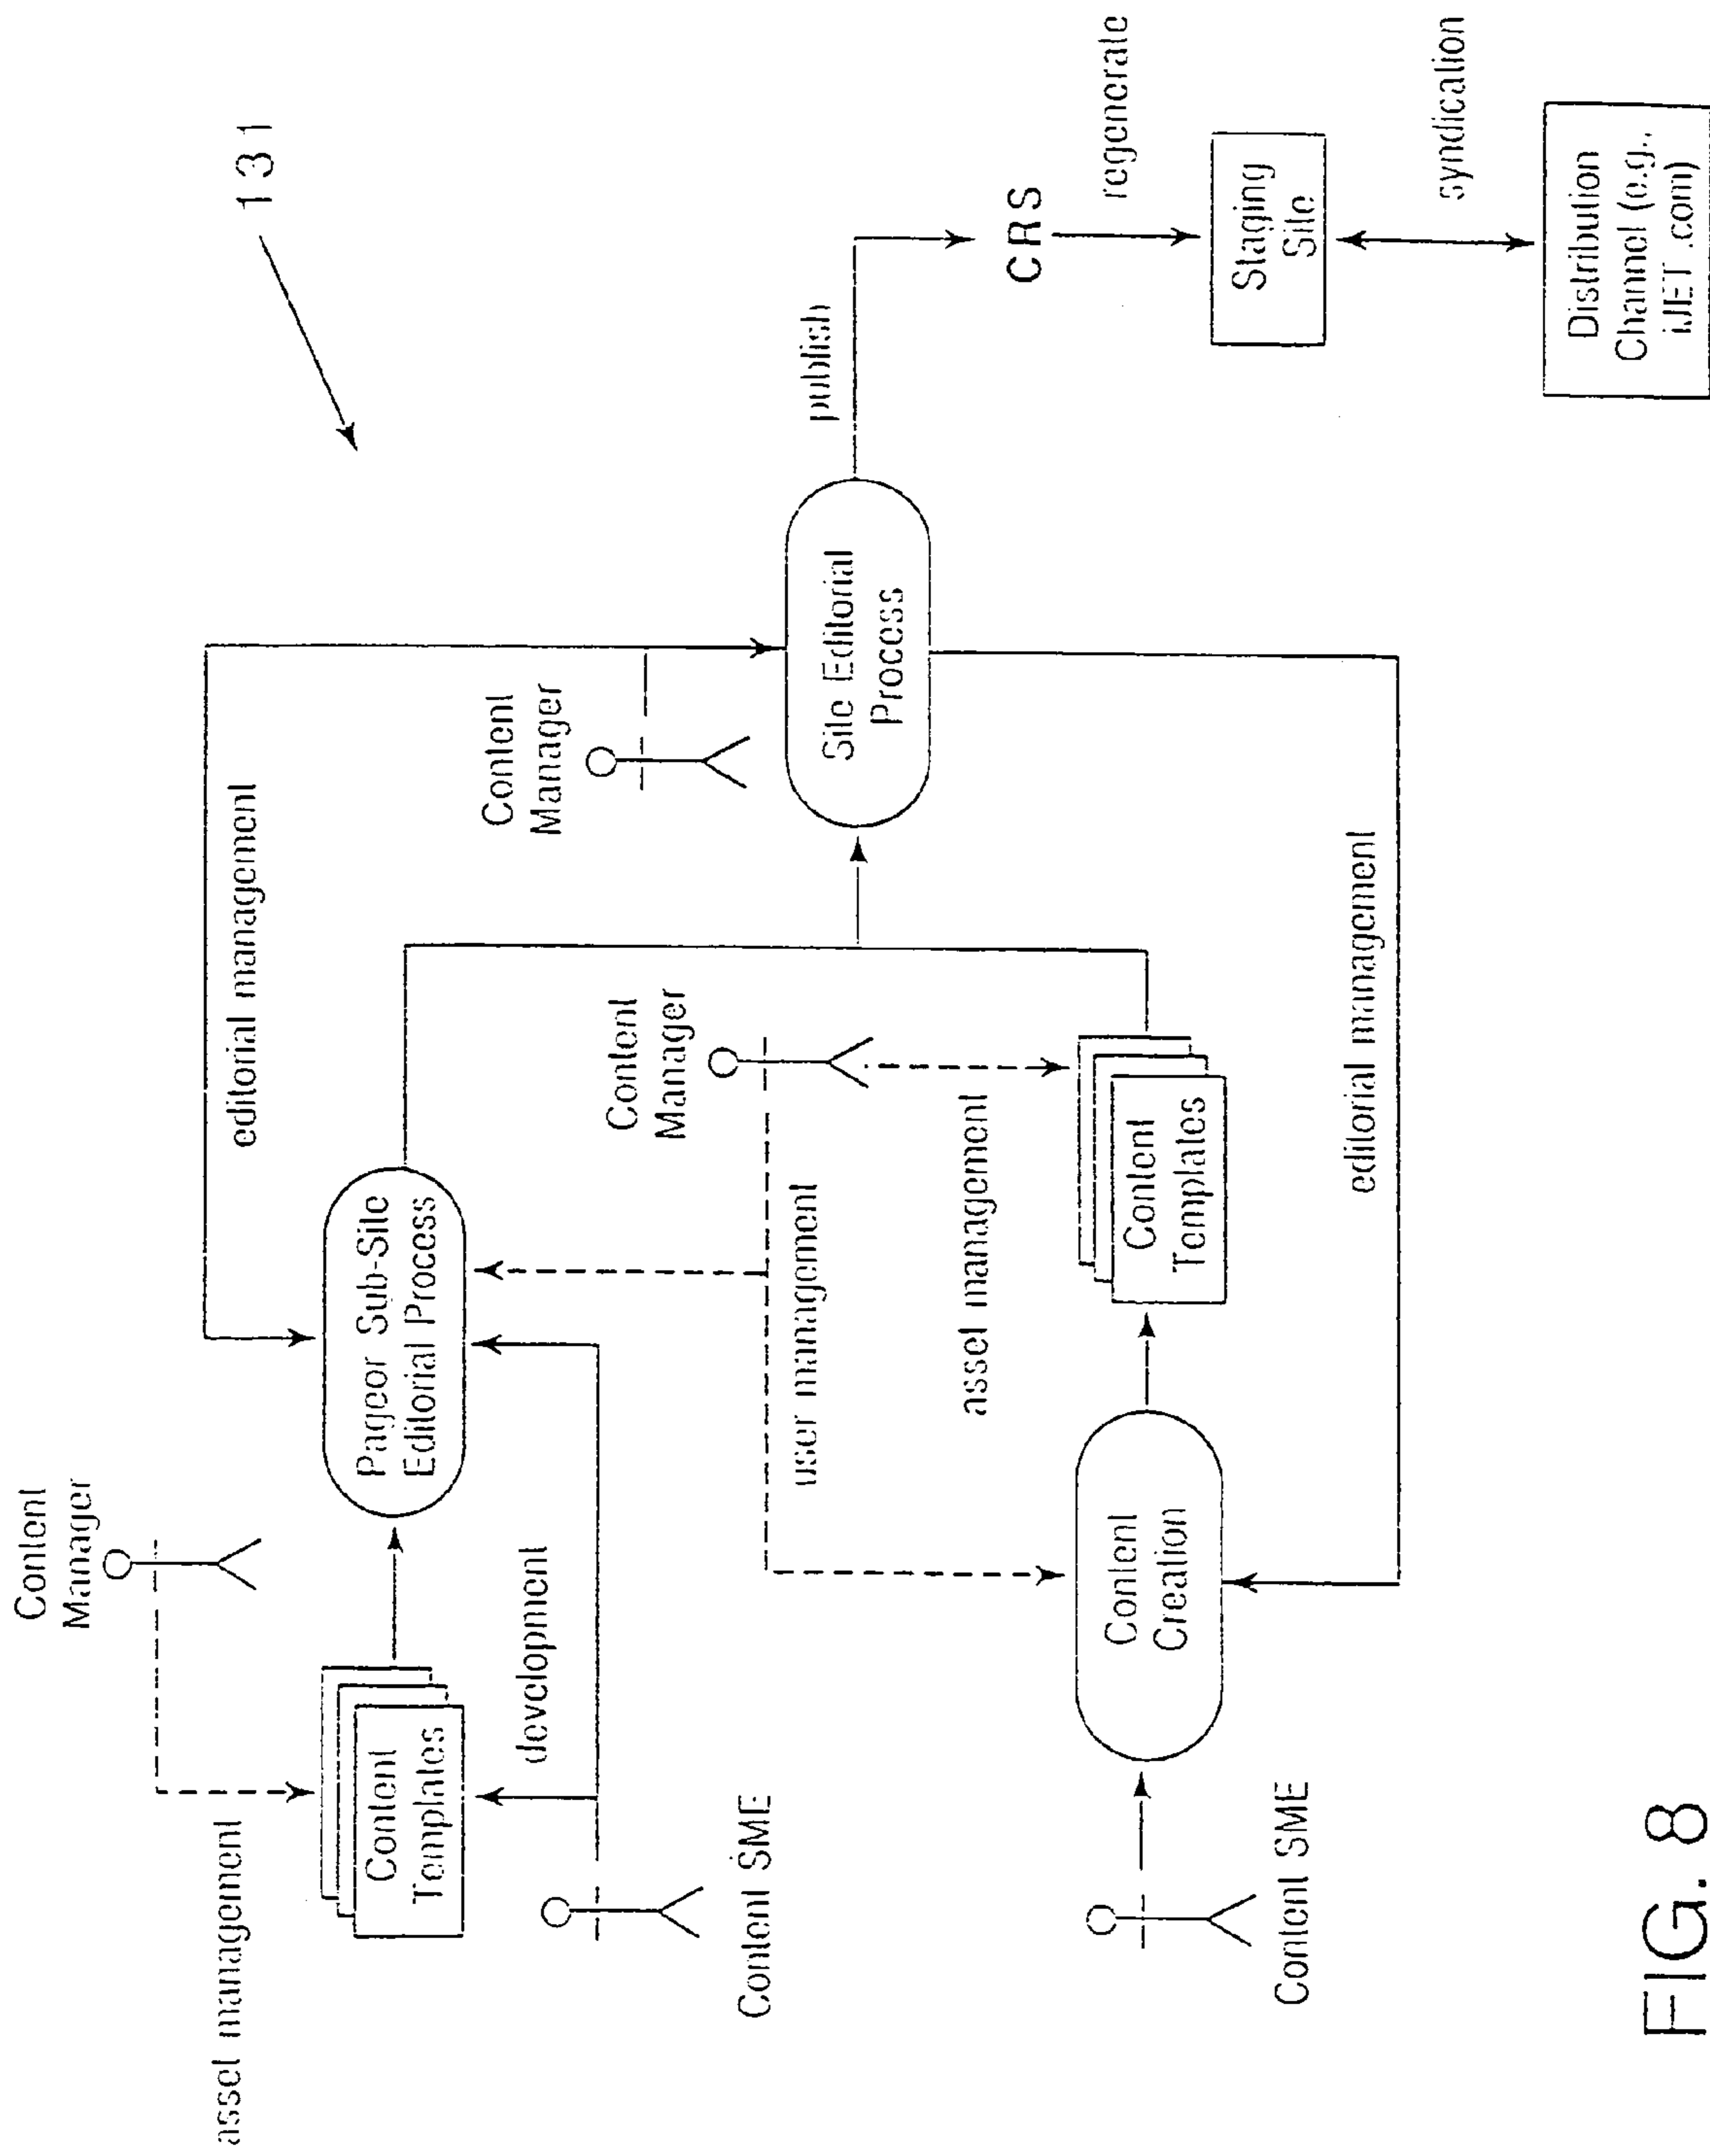 131
Content
Manager
asset management
Content
Templates
development
Content SME
Pageor Sub-Site
Editorial Process
editorial management
Content
Manager
user management
Content
Manager
asset management
Content SME
Content
Creation
Content
Templates
editorial management
Site Editorial
Process
publish
CRS
regenerate
Staging
Site
syndication
Distribution
Channel (e.g.,
iJET .com)
FIG. 8